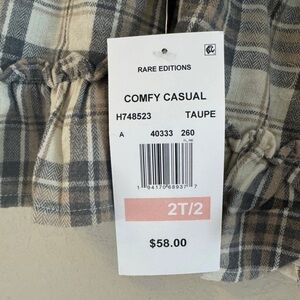 RARE EDITIONS
COMFY CASUAL
H748523 TAUPE
A 40333 260
2T/2
$58.00